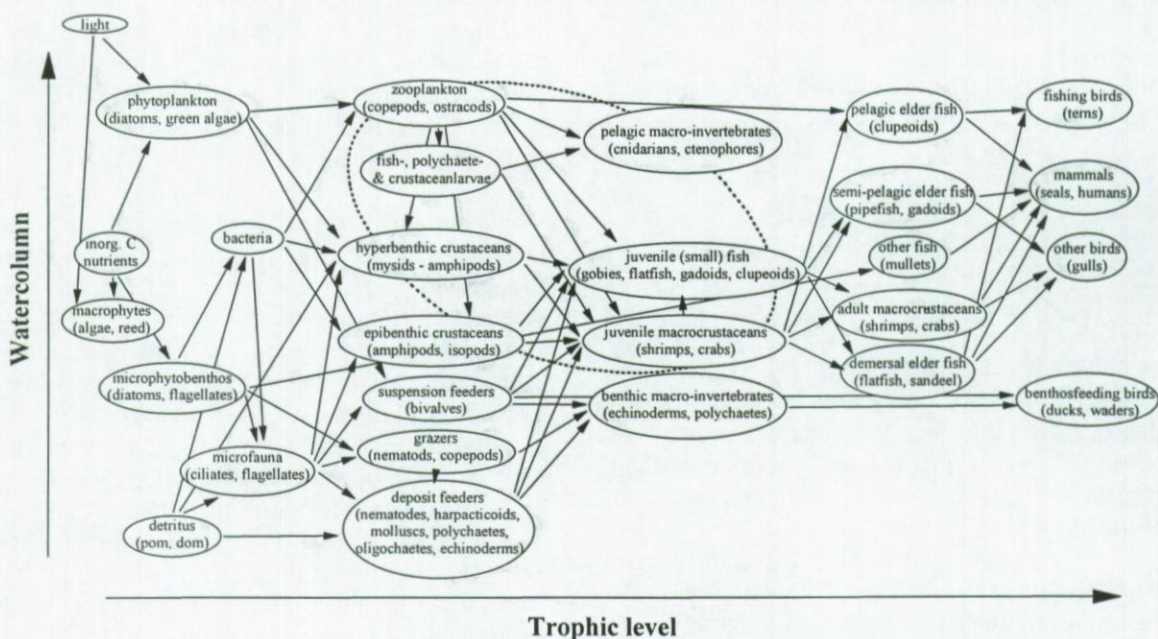 light
phytoplankton
(diatoms, green algae)
zooplankton
(copepods, ostracods)
pelagic elder fish
(clupeoids)
fishing birds
(terns)
pelagic macro-invertebrates
(cnidarians, ctenophores)
fish-, polychaete-
& crustaceanlarvae
mammals
(seals, humans)
semi-pelagic elder fish
(pipefish, gadoids)
inorg. C
nutrients
bacteria
hyperbenthic crustaceans
(mysids - amphipods)
juvenile (small) fish
(gobies, flatfish, gadoids, clupeoids)
other fish
(mullets)
other birds
(gulls)
macrophytes
(algae, reed)
epibenthic crustaceans
(amphipods, isopods)
juvenile macrocrustaceans
(shrimps, crabs)
adult macrocrustaceans
(shrimps, crabs)
microphytobenthos
(diatoms, flagellates)
suspension feeders
(bivalves)
benthic macro-invertebrates
(echinoderms, polychaetes)
demersal elder fish
(flatfish, sandeel)
benthosfeeding birds
(ducks, waders)
microfauna
(ciliates, flagellates)
grazers
(nematods, copepods)
detritus
(pom, dom)
deposit feeders
(nematodes, harpacticoids,
molluscs, polychaetes,
oligochaetes, echinoderms)
Watercolumn
Trophic level